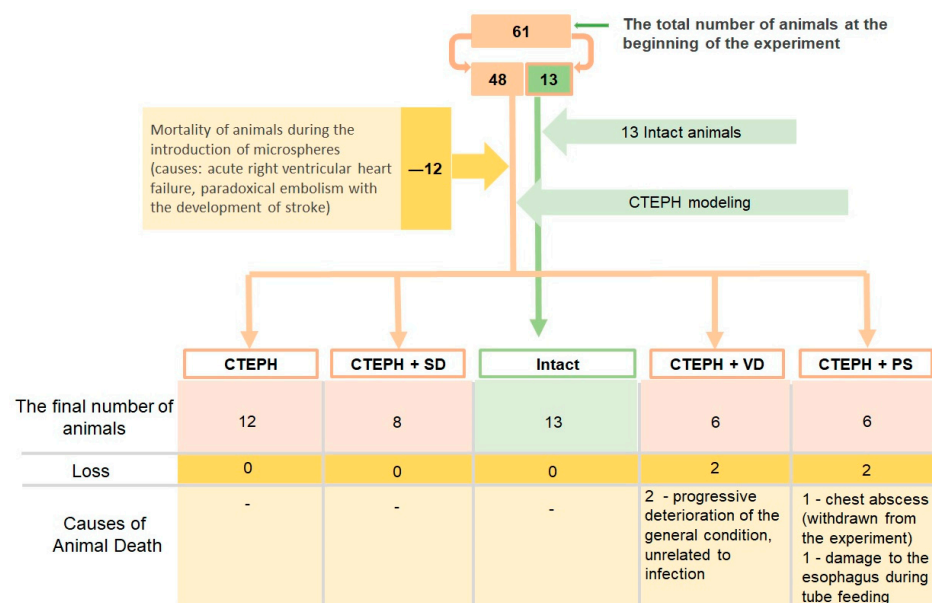 61
The total number of animals at the
beginning of the experiment
48
13
Mortality of animals during the
introduction of microspheres
(causes: acute right ventricular heart
failure, paradoxical embolism with
the development of stroke)
—12
13 Intact animals
CTEPH modeling
CTEPH
CTEPH + SD
Intact
CTEPH + VD
CTEPH + PS
The final number of
animals
12
8
13
6
6
Loss
0
0
0
2
2
Causes of
Animal Death
-
-
-
2 - progressive
deterioration of the
general condition,
unrelated to
infection
1 - chest abscess
(withdrawn from
the experiment)
1 - damage to the
esophagus during
tube feeding